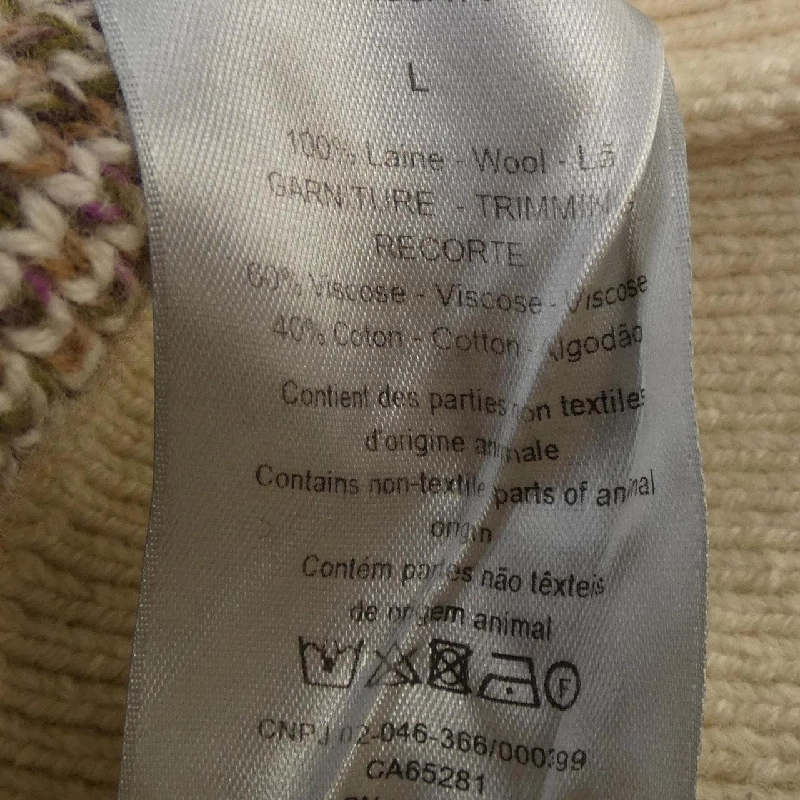 L
100% Laine - Wool - Lã
GARNITURE - TRIMMING
RECORTE
60% Viscose - Viscose - Viscose
40% Coton - Cotton - Algodão
Contient des parties non textiles
d'origine animale
Contains non-textile parts of animal
origin
Contém partes não têxteis
de origem animal
F
CNPJ 02-046-366/000
CA65281